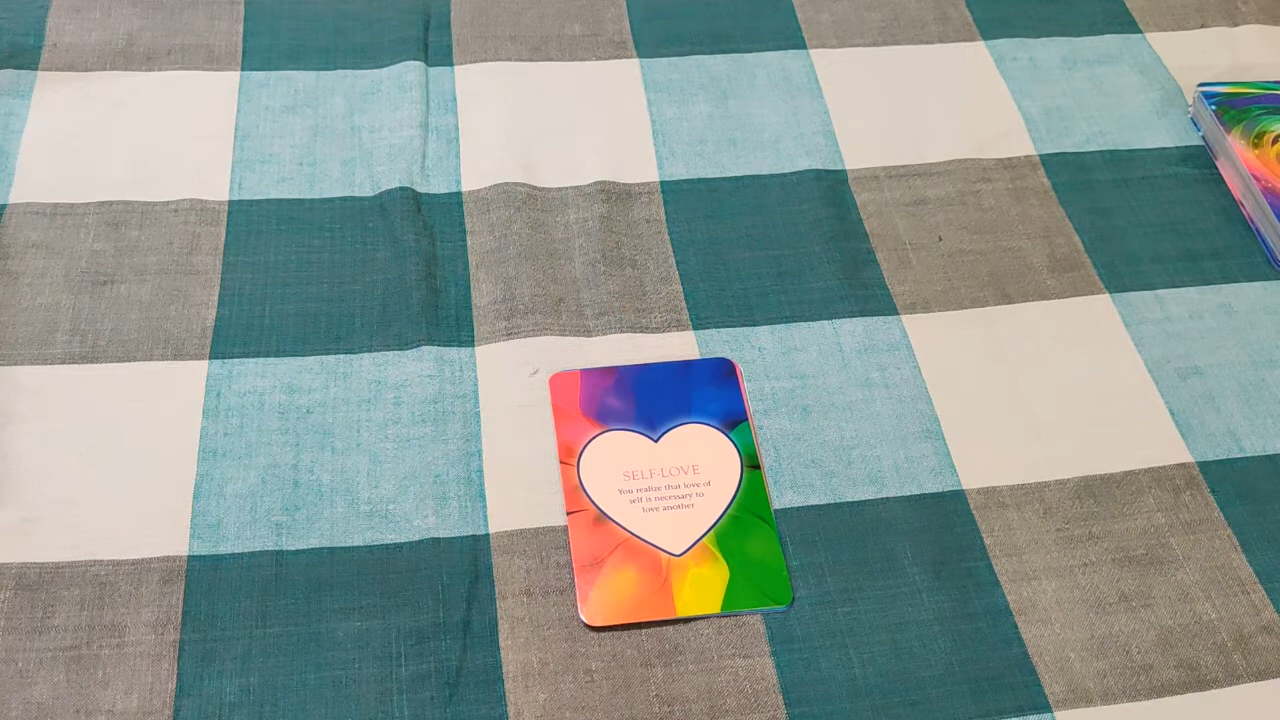 SELF-LOVE
You realize that love of
self is necessary to
love another